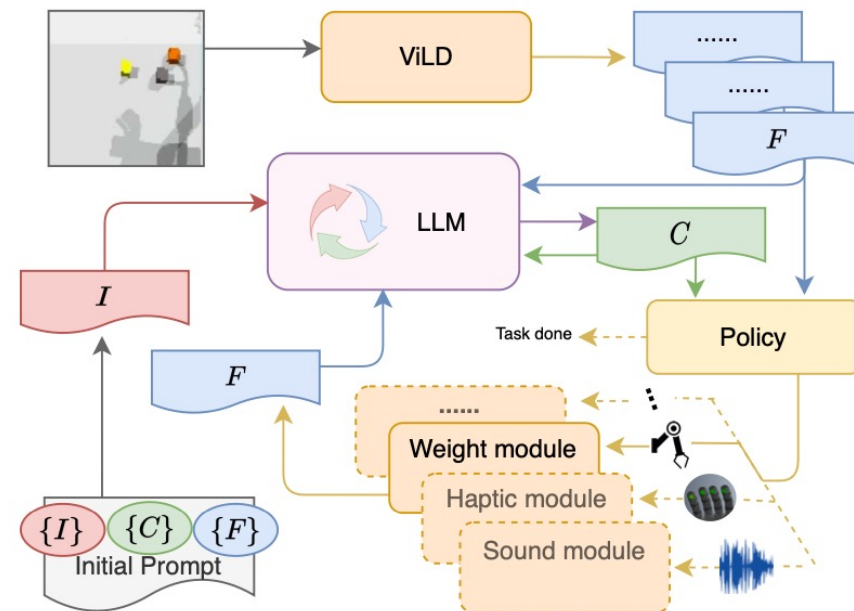 ViLD
......
......
F
LLM
C
I
Task done
Policy
F
......
Weight module
Haptic module
Sound module
{I}
{C}
{F}
Initial Prompt